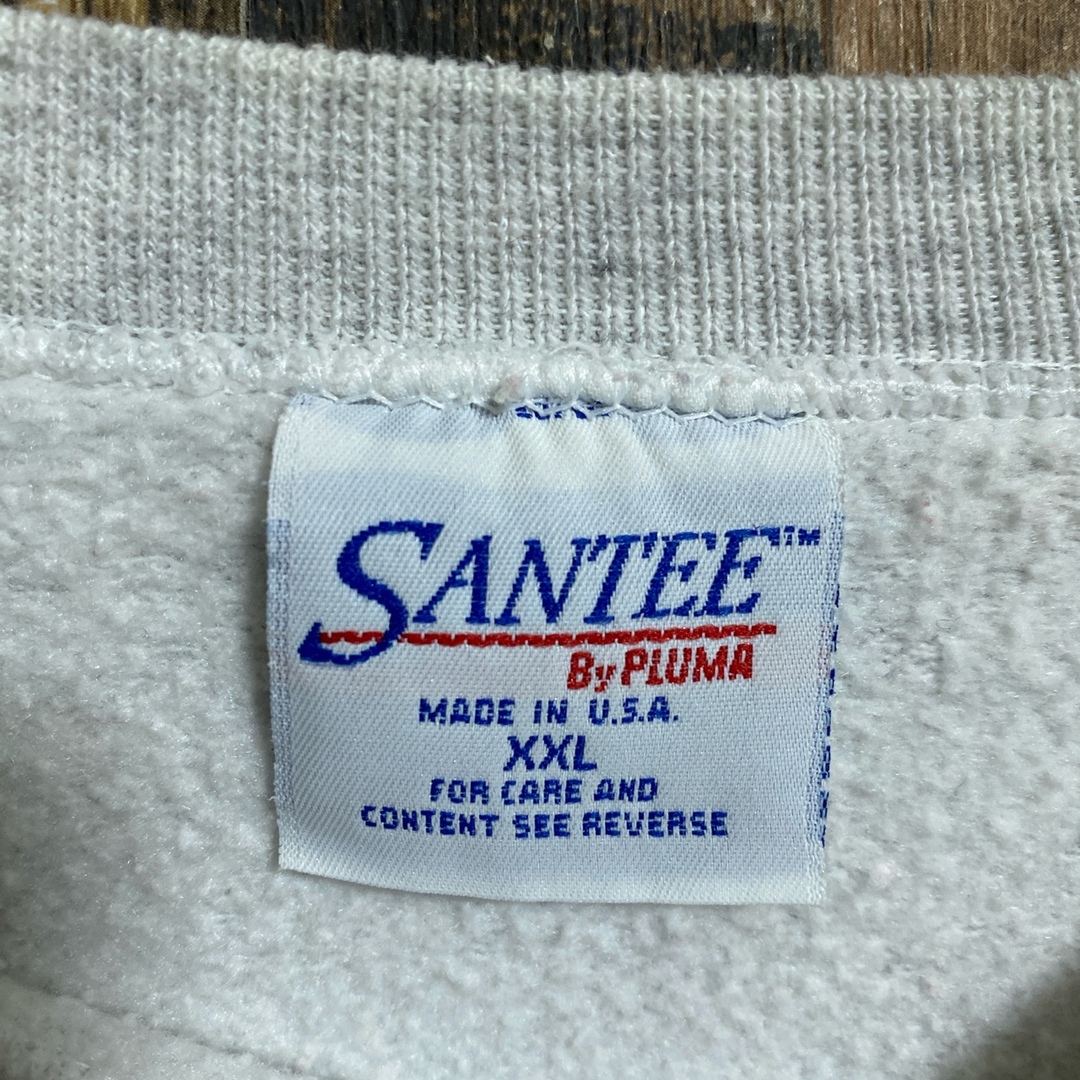 SANTEE™
By PLUMA
MADE IN U.S.A.
XXL
FOR CARE AND
CONTENT SEE REVERSE